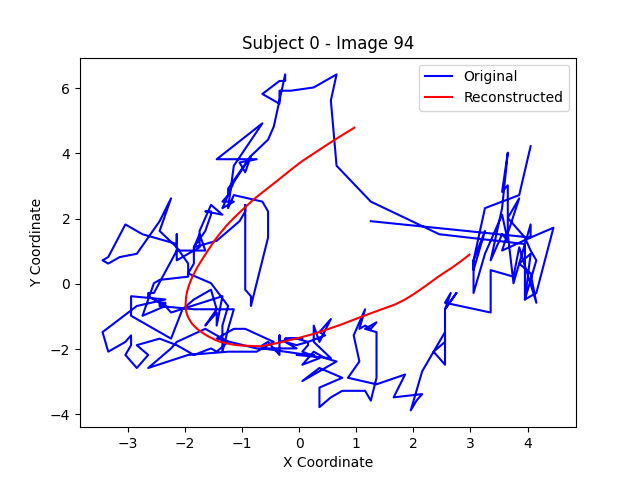 Subject 0 - Image 94
Original
Reconstructed
Y Coordinate
6
4
2
0
−2
−4
−3
−2
−1
0
1
2
3
4
X Coordinate